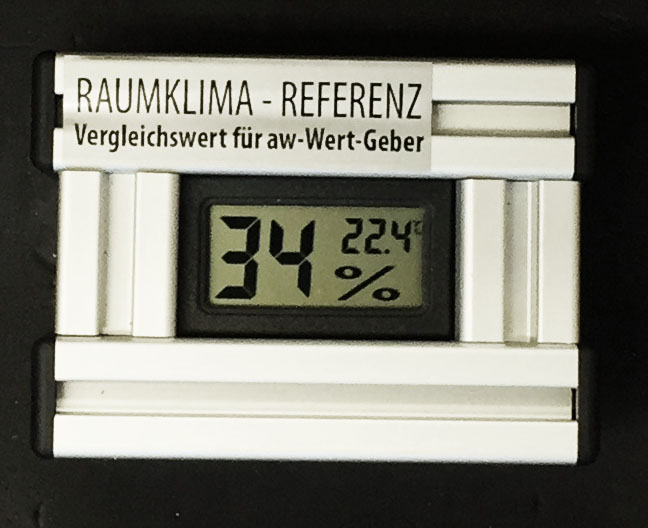 RAUMKLIMA - REFERENZ
Vergleichswert für aw-Wert-Geber
34 22.4°C
%